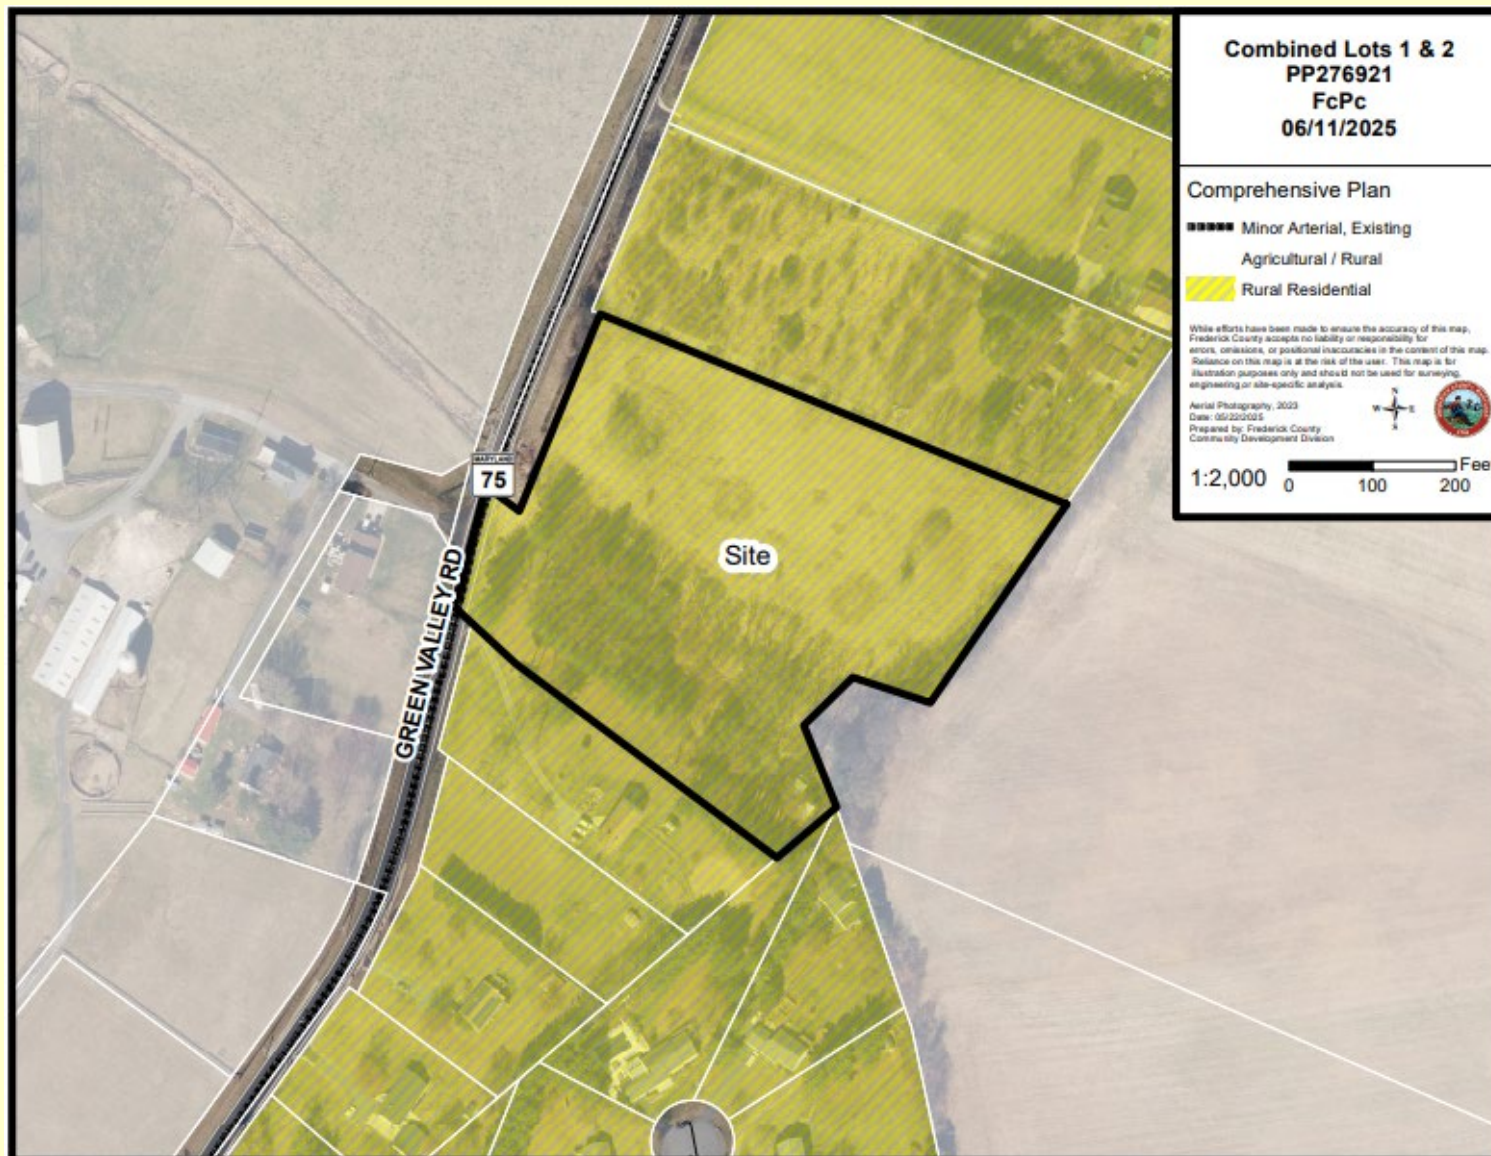 Combined Lots 1 & 2
PP276921
FcPc
06/11/2025
Comprehensive Plan
Minor Arterial, Existing
Agricultural / Rural
Rural Residential
While efforts have been made to ensure the accuracy of this map,
Frederick County accepts no liability or responsibility for
errors, omissions, or positional inaccuracies in the content of this map.
Reliance on this map is at the risk of the user. This map is for
illustration purposes only and should not be used for surveying,
engineering or site-specific analysis.
Aerial Photography, 2023
Date: 05/22/2025
Prepared by: Frederick County
Community Development Division
N
W E
S
1:2,000
Fee
0 100 200
MARYLAND
75
GREEN VALLEY RD
Site